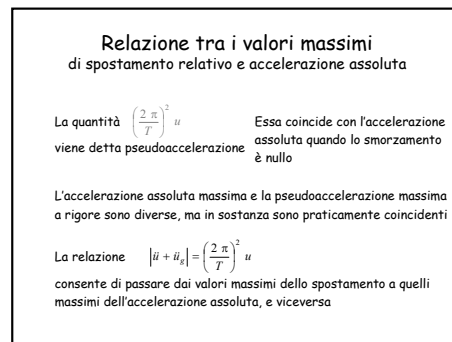 Relazione tra i valori massimi
di spostamento relativo e accelerazione assoluta
La quantità (2 π / T)² u
viene detta pseudoaccelerazione
Essa coincide con l'accelerazione
assoluta quando lo smorzamento
è nullo
L'accelerazione assoluta massima e la pseudoaccelerazione massima
a rigore sono diverse, ma in sostanza sono praticamente coincidenti
La relazione |ü + ü_g| = (2 π / T)² u
consente di passare dai valori massimi dello spostamento a quelli
massimi dell'accelerazione assoluta, e viceversa